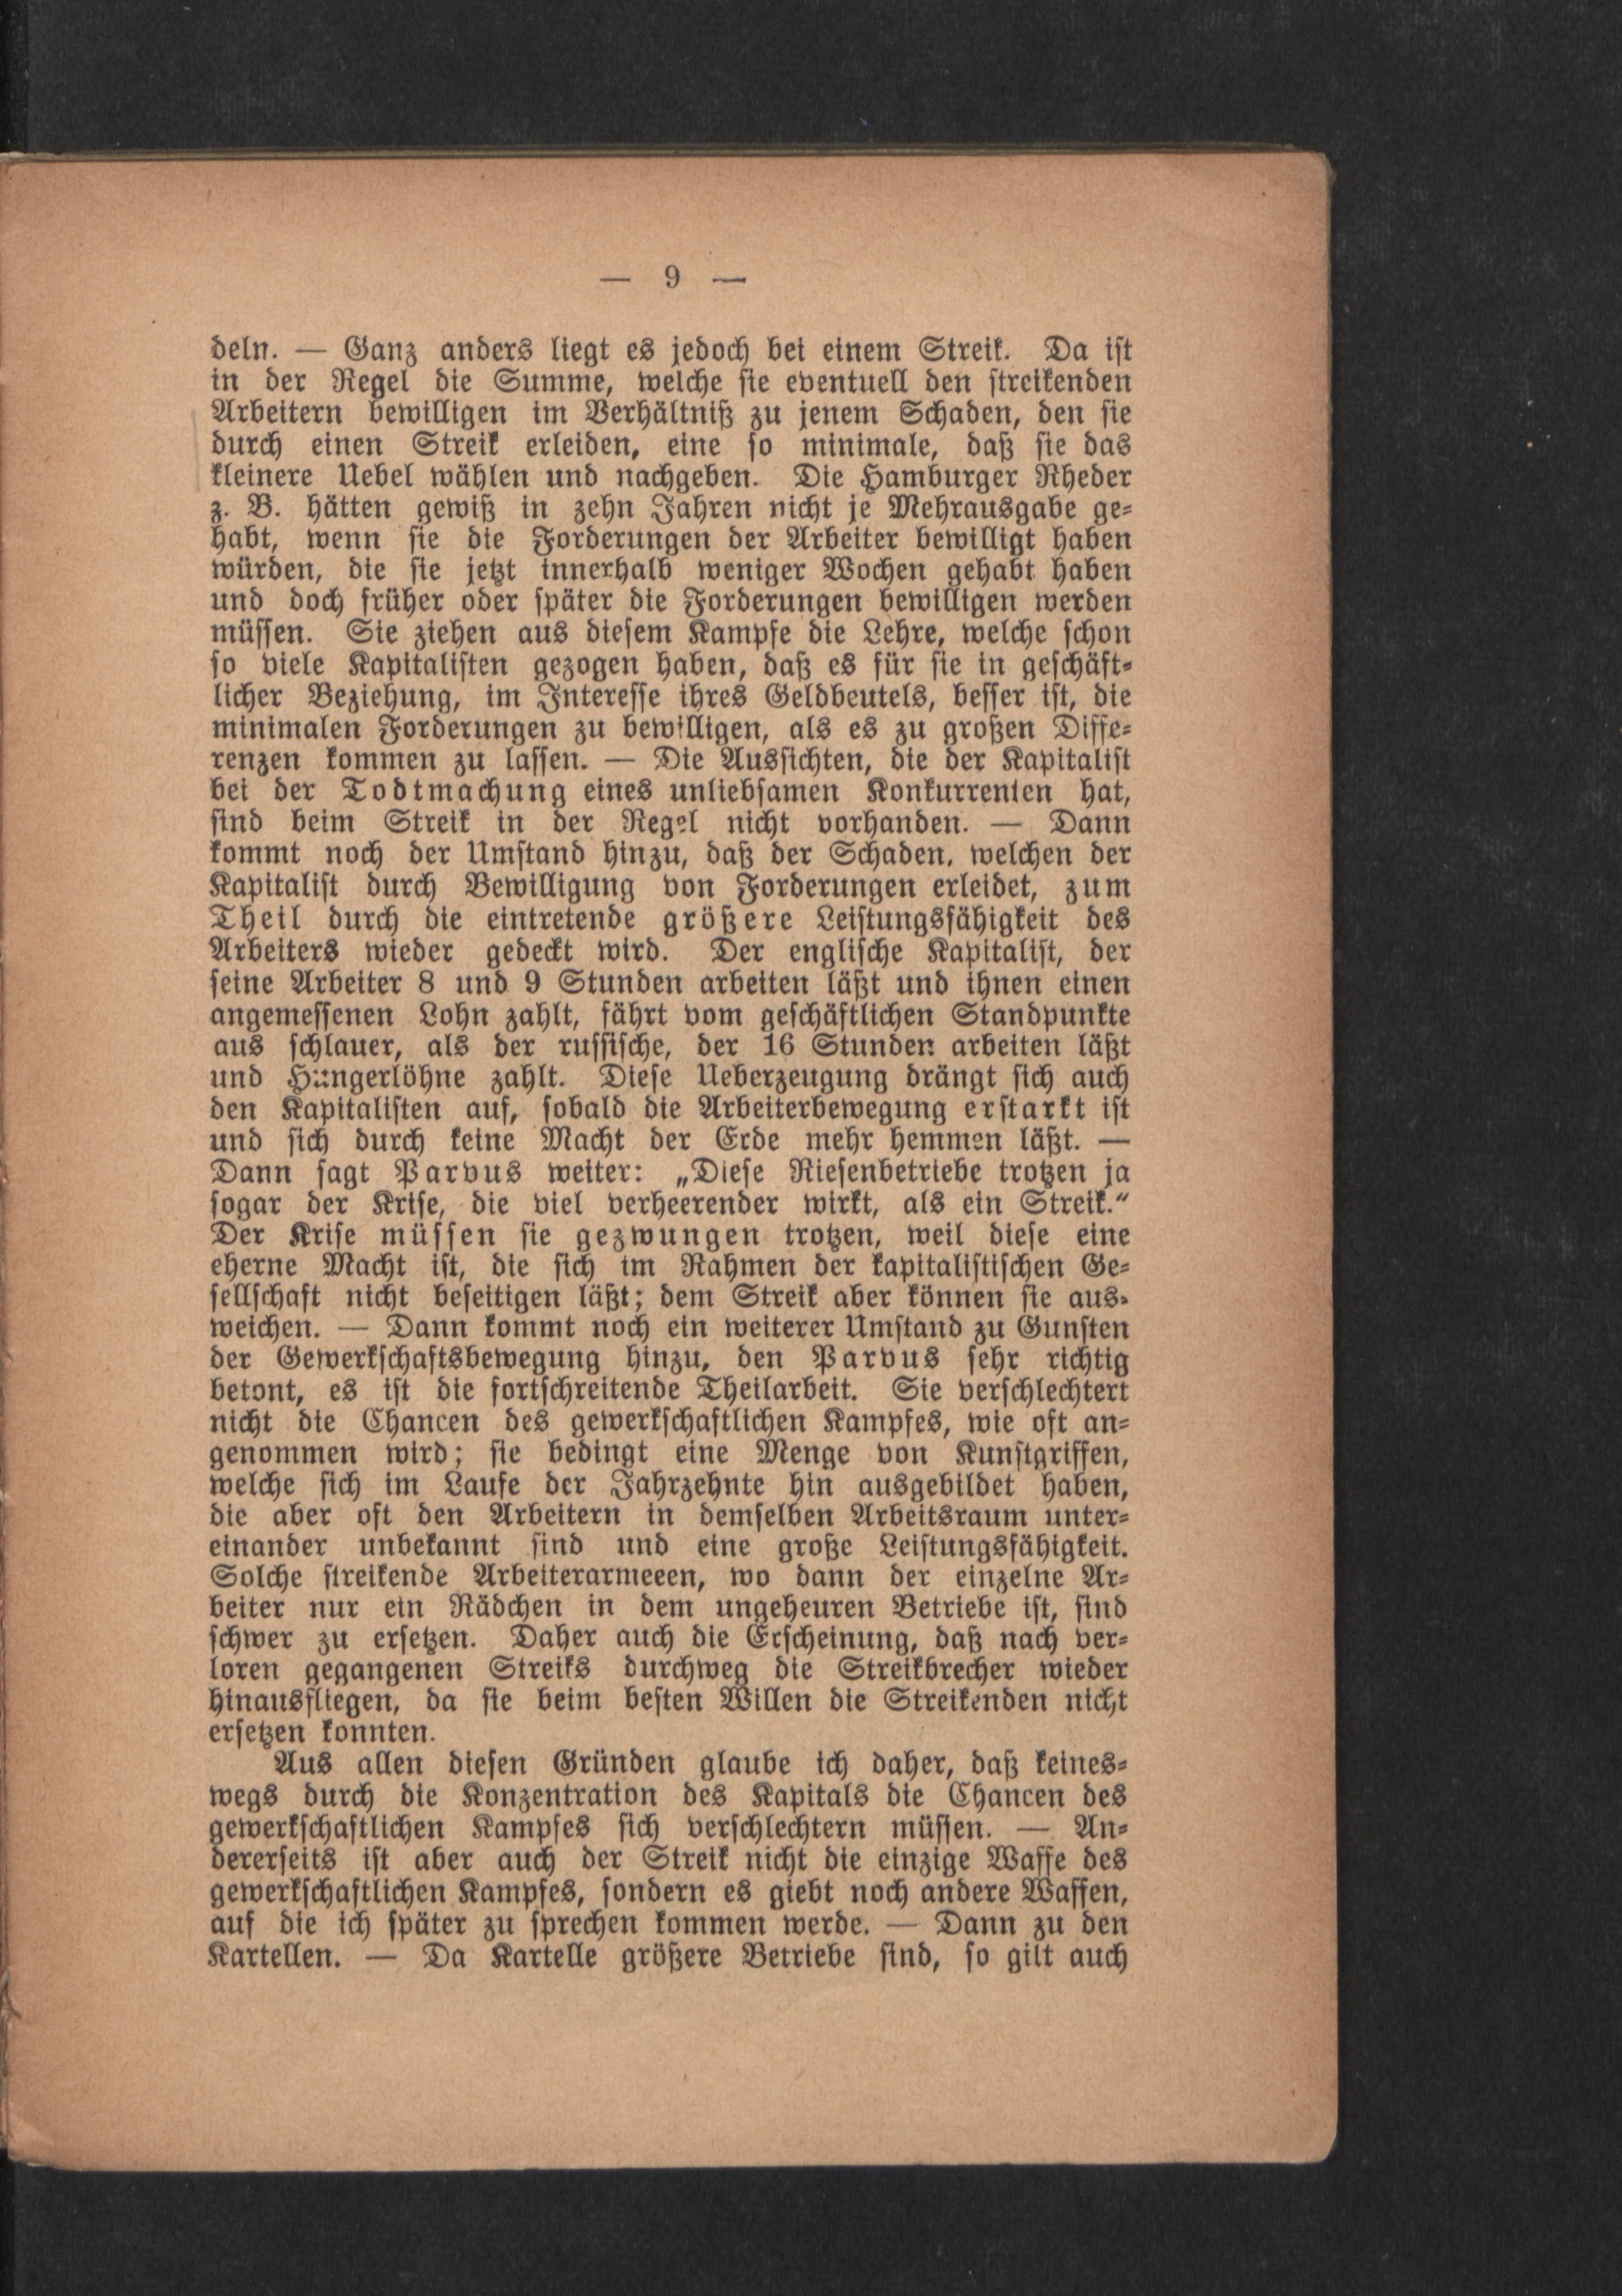 — 9 —
deln. — Ganz anders liegt es jedoch bei einem Streik. Da ist
in der Regel die Summe, welche sie eventuell den streikenden
Arbeitern bewilligen im Verhältniß zu jenem Schaden, den sie
durch einen Streik erleiden, eine so minimale, daß sie das
kleinere Uebel wählen und nachgeben. Die Hamburger Rheder
z. B. hätten gewiß in zehn Jahren nicht je Mehrausgabe ge-
habt, wenn sie die Forderungen der Arbeiter bewilligt haben
würden, die sie jetzt innerhalb weniger Wochen gehabt haben
und doch früher oder später die Forderungen bewilligen werden
müssen. Sie ziehen aus diesem Kampfe die Lehre, welche schon
so viele Kapitalisten gezogen haben, daß es für sie in geschäft-
licher Beziehung, im Interesse ihres Geldbeutels, besser ist, die
minimalen Forderungen zu bewilligen, als es zu großen Diffe-
renzen kommen zu lassen. — Die Aussichten, die der Kapitalist
bei der Todtmachung eines unliebsamen Konkurrenten hat,
sind beim Streik in der Regel nicht vorhanden. — Dann
kommt noch der Umstand hinzu, daß der Schaden, welchen der
Kapitalist durch Bewilligung von Forderungen erleidet, zum
Theil durch die eintretende größere Leistungsfähigkeit des
Arbeiters wieder gedeckt wird. Der englische Kapitalist, der
seine Arbeiter 8 und 9 Stunden arbeiten läßt und ihnen einen
angemessenen Lohn zahlt, fährt vom geschäftlichen Standpunkte
aus schlauer, als der russische, der 16 Stunden arbeiten läßt
und Hungerlöhne zahlt. Diese Ueberzeugung drängt sich auch
den Kapitalisten auf, sobald die Arbeiterbewegung erstarkt ist
und sich durch keine Macht der Erde mehr hemmen läßt. —
Dann sagt Parvus weiter: „Diese Riesenbetriebe trotzen ja
sogar der Krise, die viel verheerender wirkt, als ein Streik.“
Der Krise müssen sie gezwungen trotzen, weil diese eine
eherne Macht ist, die sich im Rahmen der kapitalistischen Ge-
sellschaft nicht beseitigen läßt; dem Streik aber können sie aus-
weichen. — Dann kommt noch ein weiterer Umstand zu Gunsten
der Gewerkschaftsbewegung hinzu, den Parvus sehr richtig
betont, es ist die fortschreitende Theilarbeit. Sie verschlechtert
nicht die Chancen des gewerkschaftlichen Kampfes, wie oft an-
genommen wird; sie bedingt eine Menge von Kunstgriffen,
welche sich im Laufe der Jahrzehnte hin ausgebildet haben,
die aber oft den Arbeitern in demselben Arbeitsraum unter-
einander unbekannt sind und eine große Leistungsfähigkeit.
Solche streikende Arbeiterarmeeen, wo dann der einzelne Ar-
beiter nur ein Rädchen in dem ungeheuren Betriebe ist, sind
schwer zu ersetzen. Daher auch die Erscheinung, daß nach ver-
loren gegangenen Streiks durchweg die Streikbrecher wieder
hinausfliegen, da sie beim besten Willen die Streikenden nicht
ersetzen konnten.
Aus allen diesen Gründen glaube ich daher, daß keines-
wegs durch die Konzentration des Kapitals die Chancen des
gewerkschaftlichen Kampfes sich verschlechtern müssen. — An-
dererseits ist aber auch der Streik nicht die einzige Waffe des
gewerkschaftlichen Kampfes, sondern es giebt noch andere Waffen,
auf die ich später zu sprechen kommen werde. — Dann zu den
Kartellen. — Da Kartelle größere Betriebe sind, so gilt auch